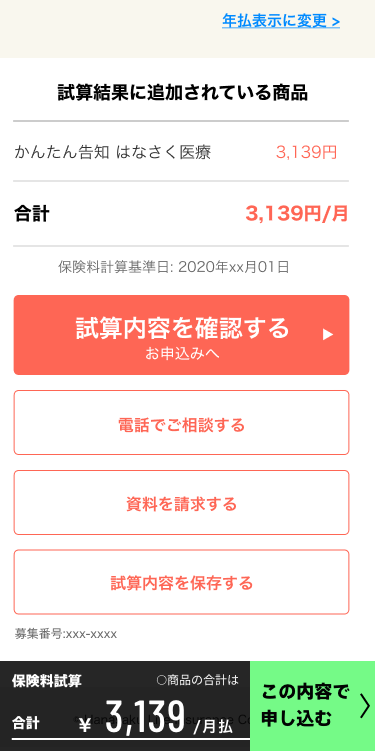 年払表示に変更 >
試算結果に追加されている商品
かんたん告知 はなさく医療 3,139円
合計 3,139円/月
保険料計算基準日: 2020年xx月01日
試算内容を確認する
お申込みへ
電話でご相談する
資料を請求する
試算内容を保存する
募集番号:xxx-xxxx
保険料試算 ○商品の合計は
合計 ¥ 3,139 /月払
この内容で
申し込む